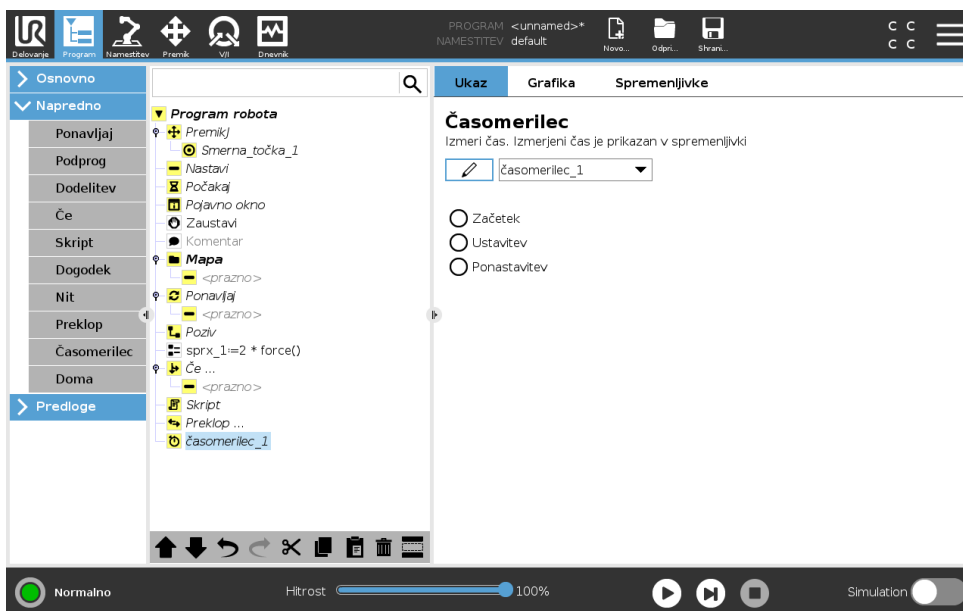 UR
Delovanje
Program
Namestitev
Premik
V/I
Dnevnik
PROGRAM <unnamed>*
NAMESTITEV default
Novo...
Odpri...
Shrani...
C C
C C
Osnovno
Napredno
Ponavljaj
Podprog
Dodelitev
Če
Skript
Dogodek
Nit
Preklop
Časomerilec
Doma
Predloge
Program robota
PremikJ
Smerna_točka_1
Nastavi
Počakaj
Pojavno okno
Zaustavi
Komentar
Mapa
<prazno>
Ponavljaj
<prazno>
Poziv
sprx_1:=2 * force()
Če ...
<prazno>
Skript
Preklop ...
časomerilec_1
Ukaz Grafika Spremenljivke
Časomerilec
Izmeri čas. Izmerjeni čas je prikazan v spremenljivki
časomerilec_1
Začetek
Ustavitev
Ponastavitev
Normalno
Hitrost 100%
Simulation